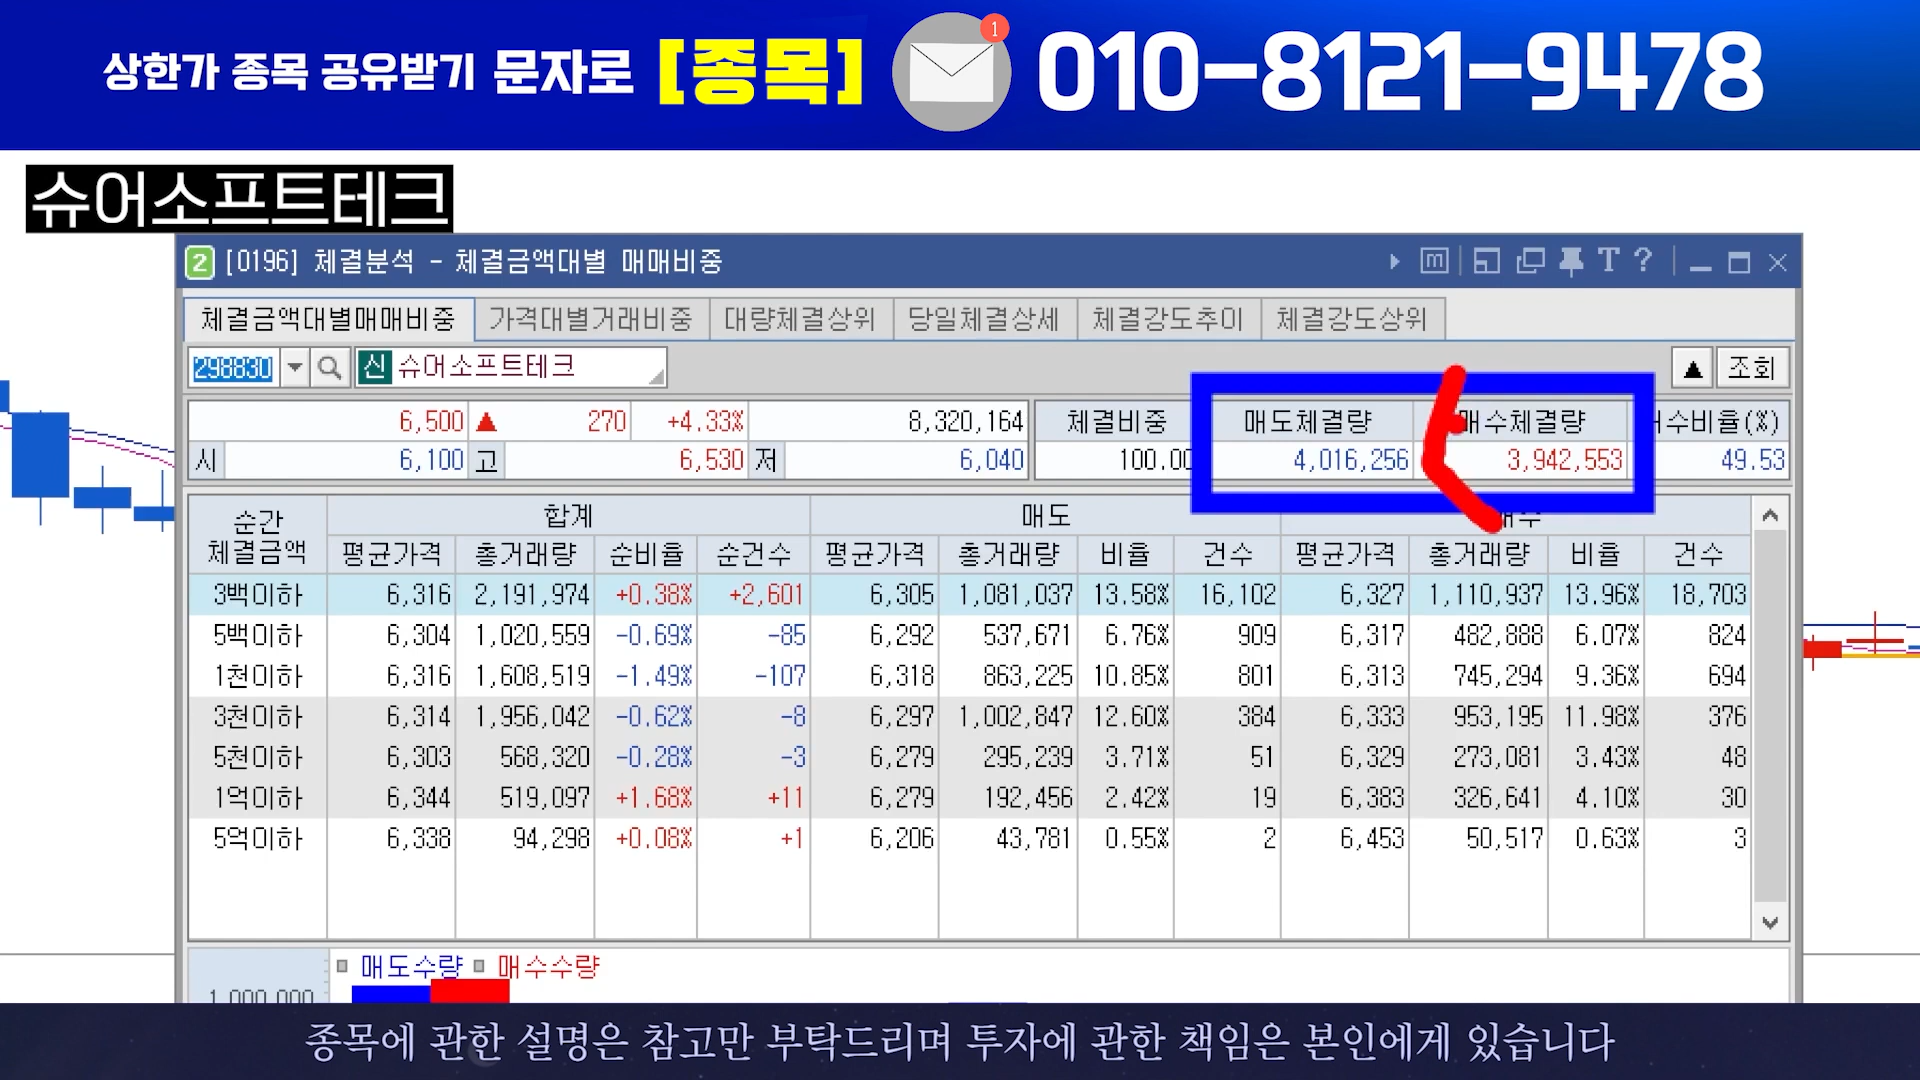 상한가 종목 공유받기 문자로 [종목] 1 010-8121-9478
슈어소프트테크
2 [0196] 체결분석 - 체결금액대별 매매비중
체결금액대별매매비중 가격대별거래비중 대량체결상위 당일체결상세 체결강도추이 체결강도상위
298830 신 슈어소프트테크 ▲ 조회
6,500 ▲ 270 +4.33% 8,320,164 체결비중 매도체결량 매수체결량 수비율(%)
시 6,100 고 6,530 저 6,040 100.00 4,016,256 3,942,553 49.53
순간 체결금액 합계 매도
평균가격 총거래량 순비율 순건수 평균가격 총거래량 비율 건수 평균가격 총거래량 비율 건수
3백이하 6,316 2,191,974 +0.38% +2,601 6,305 1,081,037 13.58% 16,102 6,327 1,110,937 13.96% 18,703
5백이하 6,304 1,020,559 -0.69% -85 6,292 537,671 6.76% 909 6,317 482,888 6.07% 824
1천이하 6,316 1,608,519 -1.49% -107 6,318 863,225 10.85% 801 6,313 745,294 9.36% 694
3천이하 6,314 1,956,042 -0.62% -8 6,297 1,002,847 12.60% 384 6,333 953,195 11.98% 376
5천이하 6,303 568,320 -0.28% -3 6,279 295,239 3.71% 51 6,329 273,081 3.43% 48
1억이하 6,344 519,097 +1.68% +11 6,279 192,456 2.42% 19 6,383 326,641 4.10% 30
5억이하 6,338 94,298 +0.08% +1 6,206 43,781 0.55% 2 6,453 50,517 0.63% 3
매도수량 매수수량
1,000,000
종목에 관한 설명은 참고만 부탁드리며 투자에 관한 책임은 본인에게 있습니다